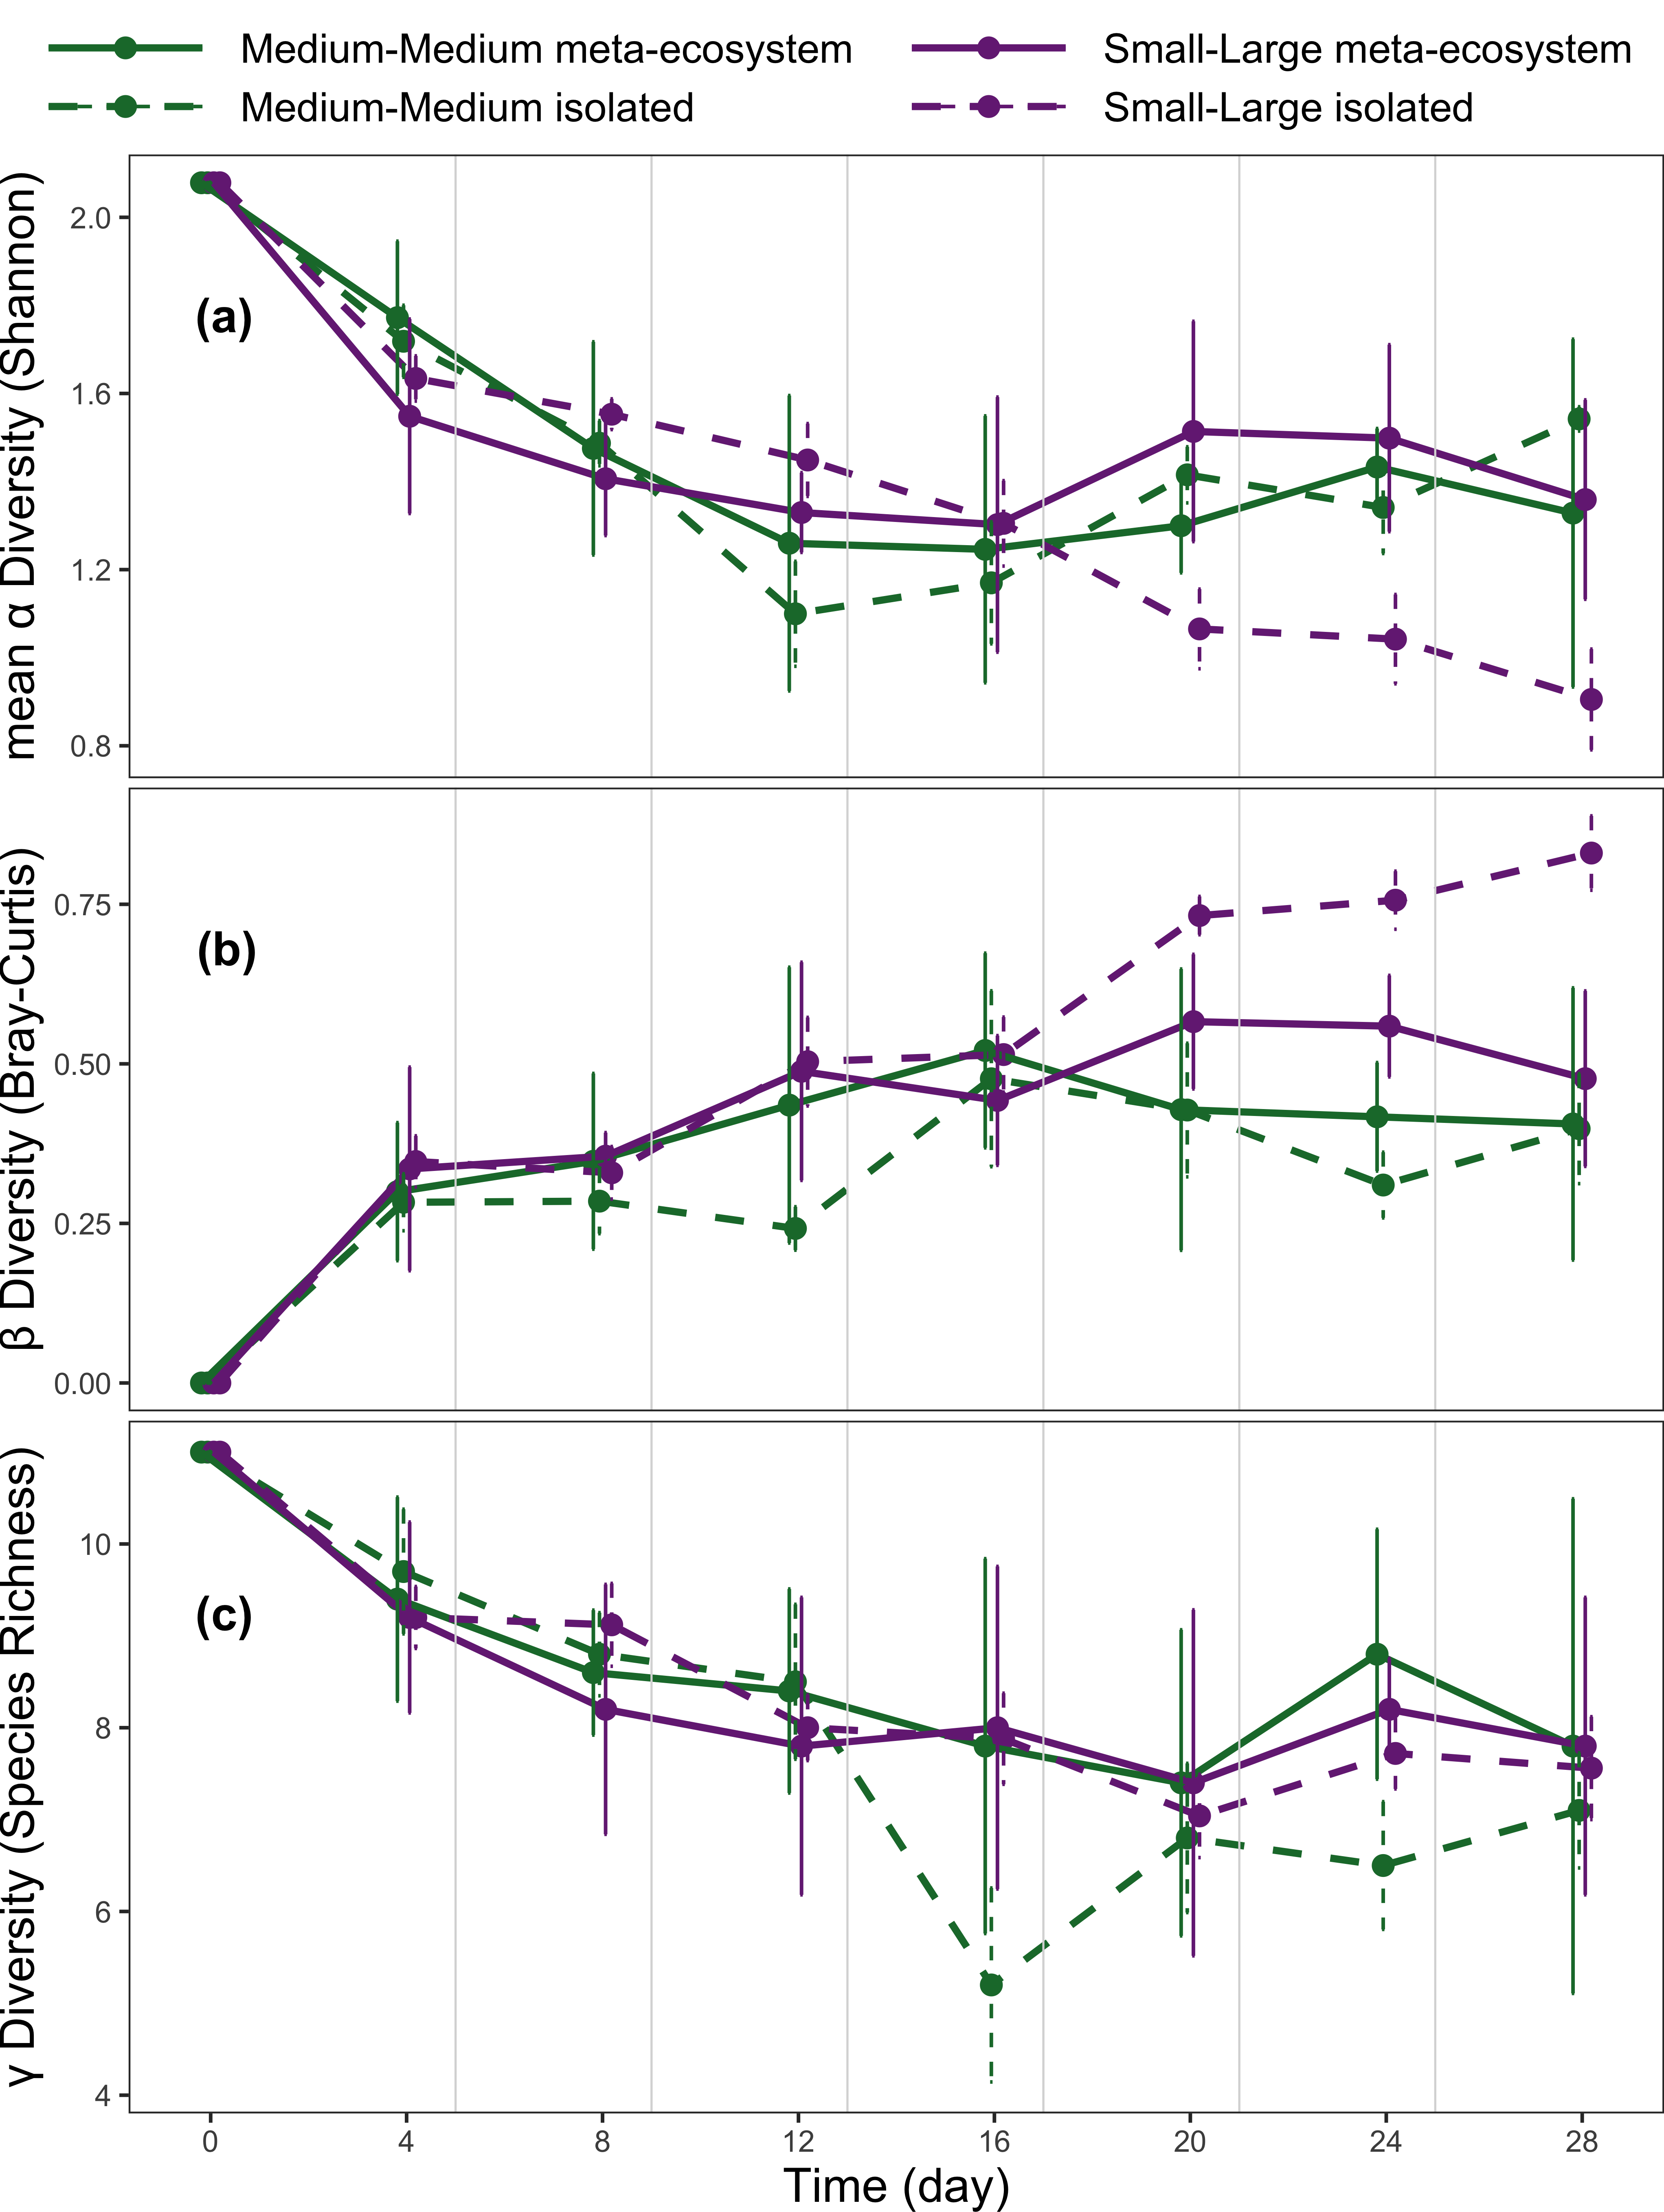 Medium-Medium meta-ecosystem Small-Large meta-ecosystem
Medium-Medium isolated Small-Large isolated
mean α Diversity (Shannon)
2.0
1.6
1.2
0.8
(a)
β Diversity (Bray-Curtis)
0.75
0.50
0.25
0.00
(b)
γ Diversity (Species Richness)
10
8
6
4
(c)
0 4 8 12 16 20 24 28
Time (day)